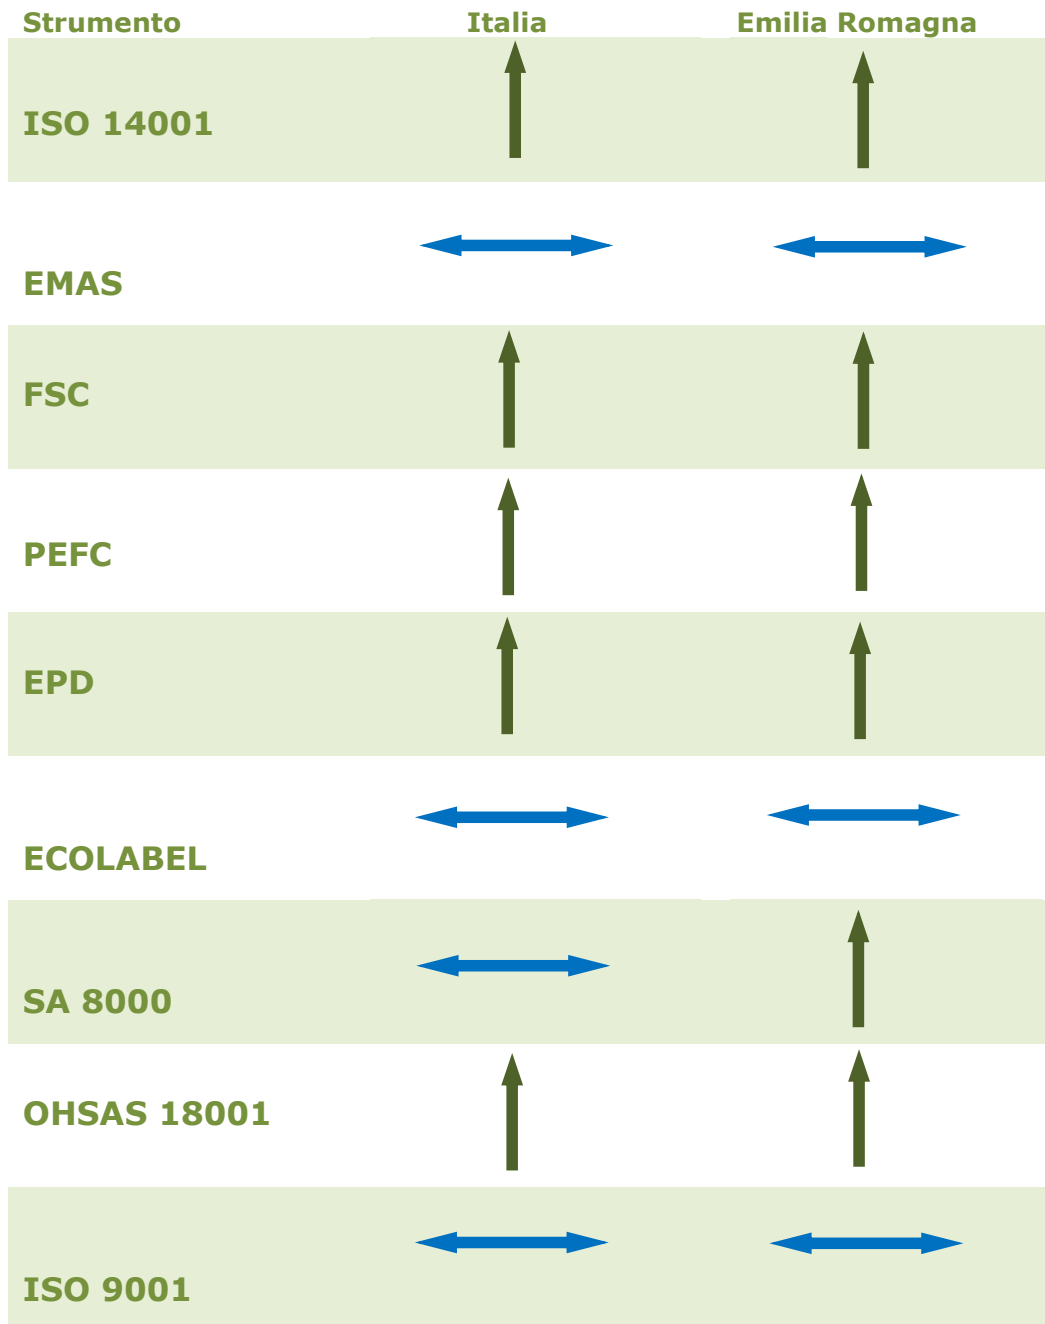 Strumento Italia Emilia Romagna
ISO 14001
EMAS
FSC
PEFC
EPD
ECOLABEL
SA 8000
OHSAS 18001
ISO 9001